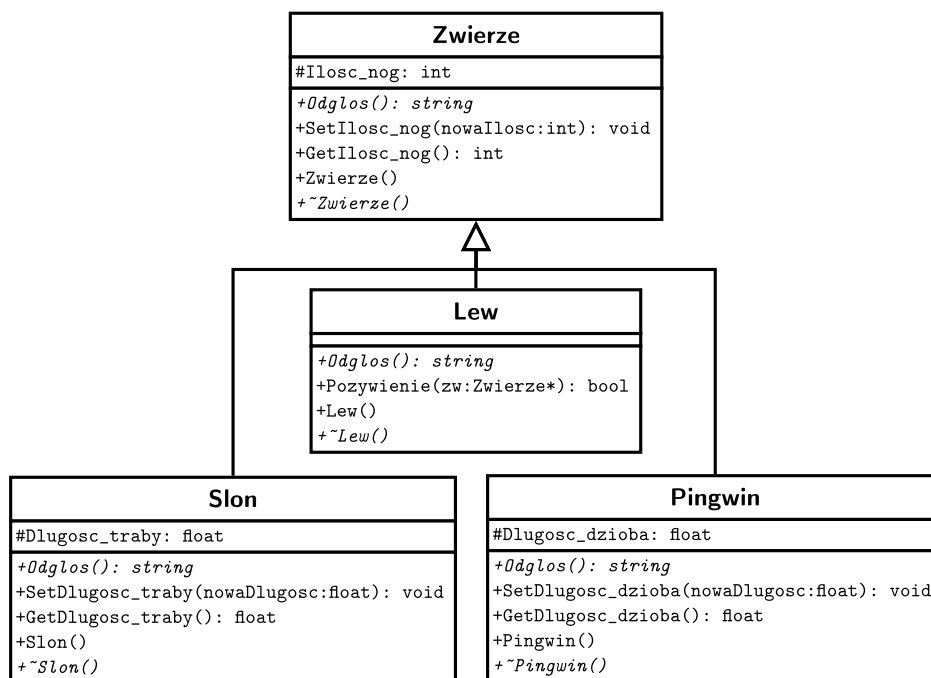 Zwierze
#Ilosc_nog: int
+Odglos(): string
+SetIlosc_nog(nowaIlosc:int): void
+GetIlosc_nog(): int
+Zwierze()
+~Zwierze()
Lew
+Odglos(): string
+Pozywienie(zw:Zwierze*): bool
+Lew()
+~Lew()
Slon
#Dlugosc_traby: float
+Odglos(): string
+SetDlugosc_traby(nowaDlugosc:float): void
+GetDlugosc_traby(): float
+Slon()
+~Slon()
Pingwin
#Dlugosc_dzioba: float
+Odglos(): string
+SetDlugosc_dzioba(nowaDlugosc:float): void
+GetDlugosc_dzioba(): float
+Pingwin()
+~Pingwin()